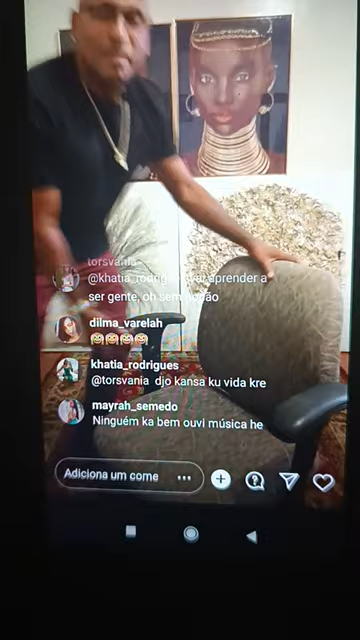 torsvania
@khatia_rodrig aprender a
ser gente, oh sem noção
dilma_varelah
khatia_rodrigues
@torsvania djo kansa ku vida kre
mayrah_semedo
Ninguém ka bem ouvi música he
Adiciona um come